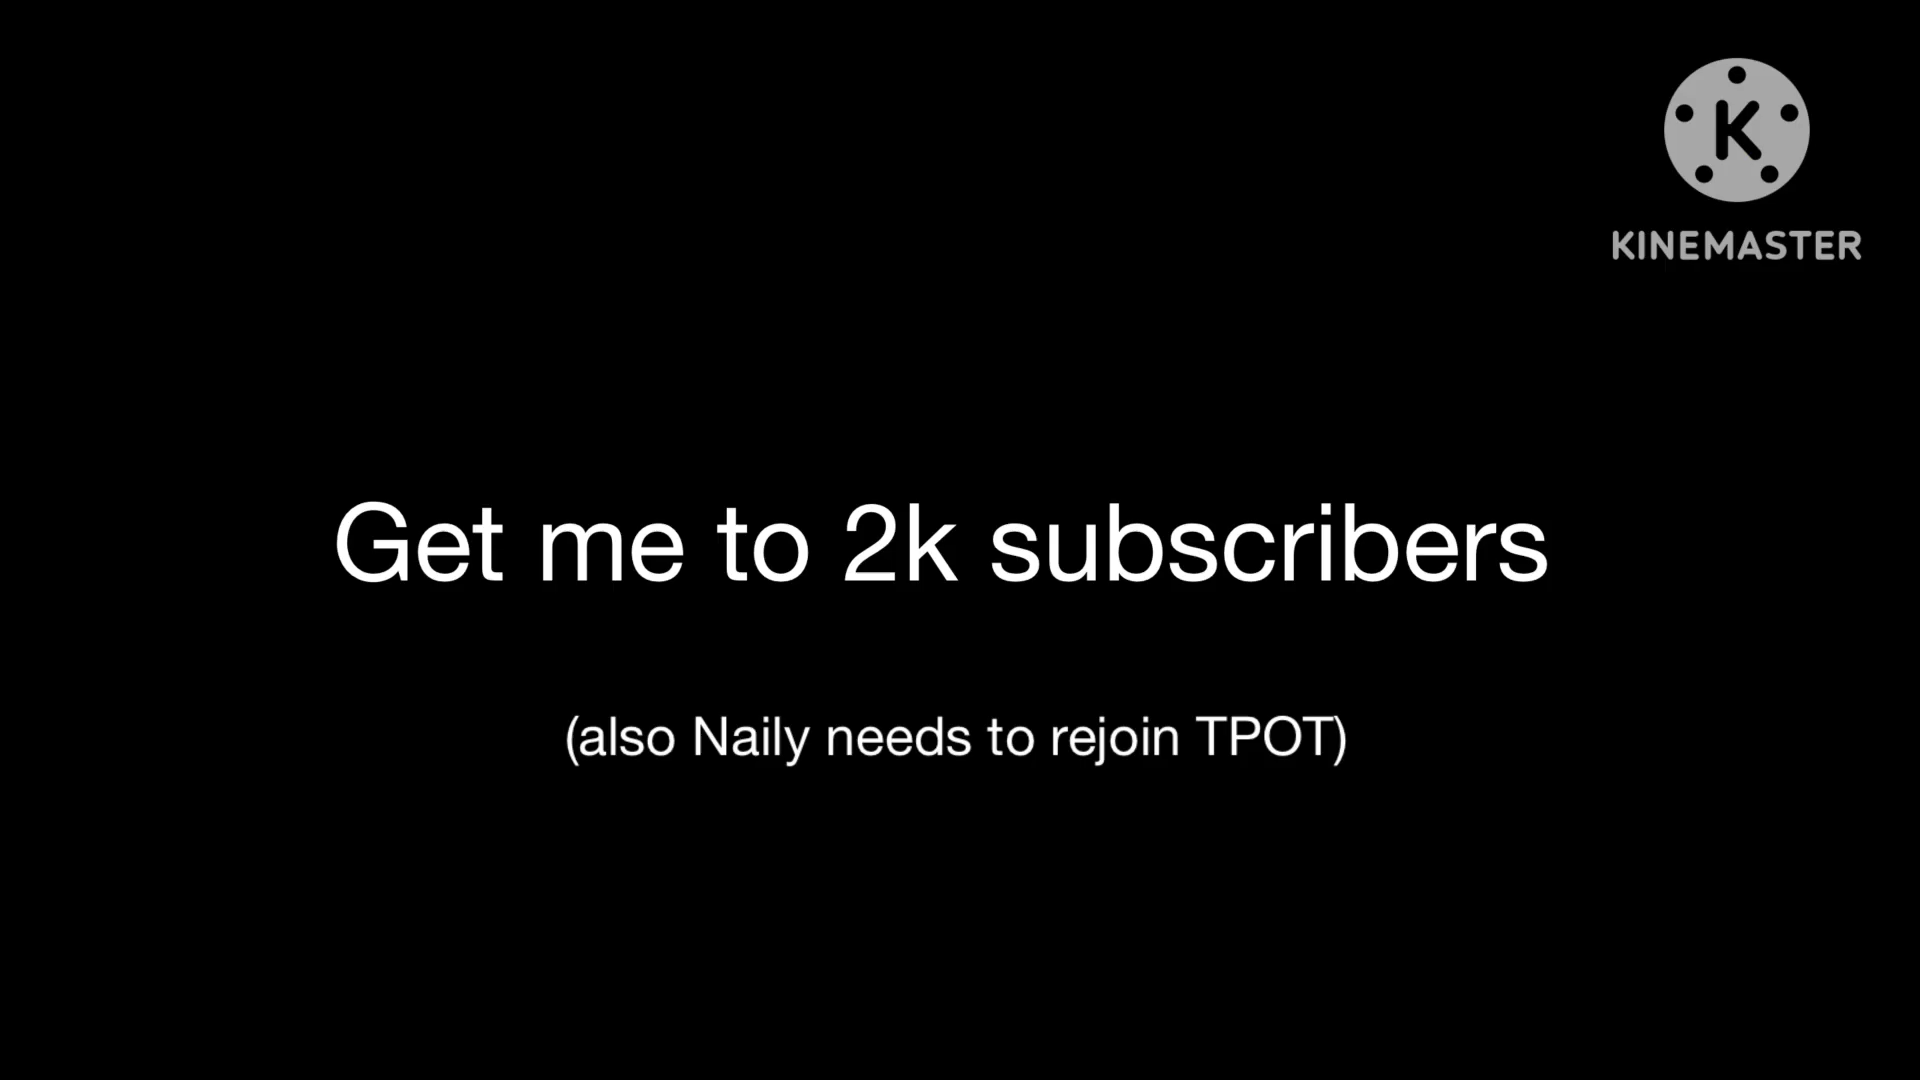 K
KINEMASTER
Get me to 2k subscribers
(also Naily needs to rejoin TPOT)